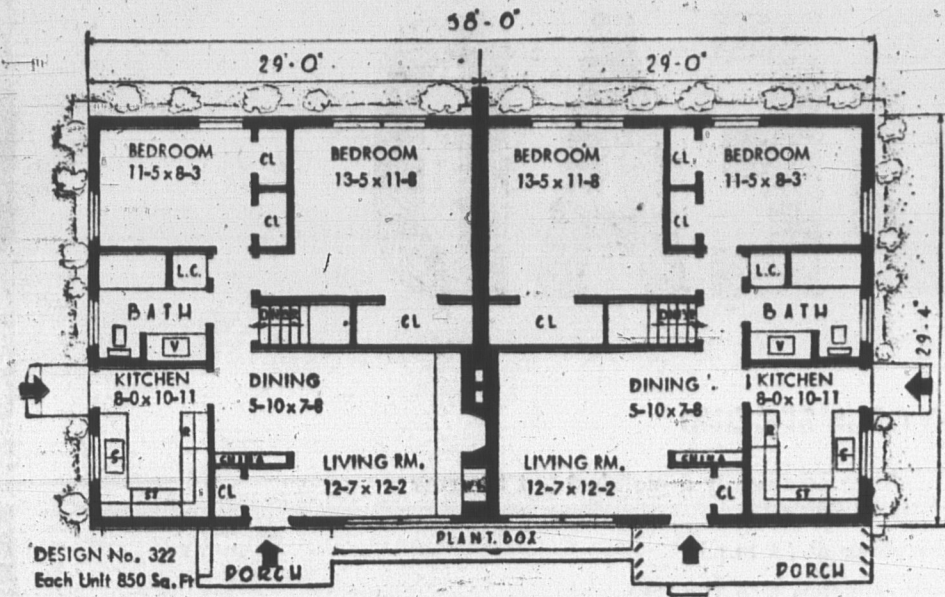 58'-0"
29'-0"
29'-0"
BEDROOM
11-5 x 8-3
CL
CL
BEDROOM
13-5 x 11-8
BEDROOM
13-5 x 11-8
CL
CL
BEDROOM
11-5 x 8-3
L.C.
BATH
V
DOWN
CL
CL
DOWN
L.C.
BATH
V
29'-4"
KITCHEN
8-0 x 10-11
DINING
5-10 x 7-8
DINING
5-10 x 7-8
KITCHEN
8-0 x 10-11
S
R
ST
CHINA
CL
LIVING RM.
12-7 x 12-2
LIVING RM.
12-7 x 12-2
CHINA
CL
R
S
ST
PLANT. BOX
DESIGN No. 322
Each Unit 850 Sq. Ft
PORCH
PORCH